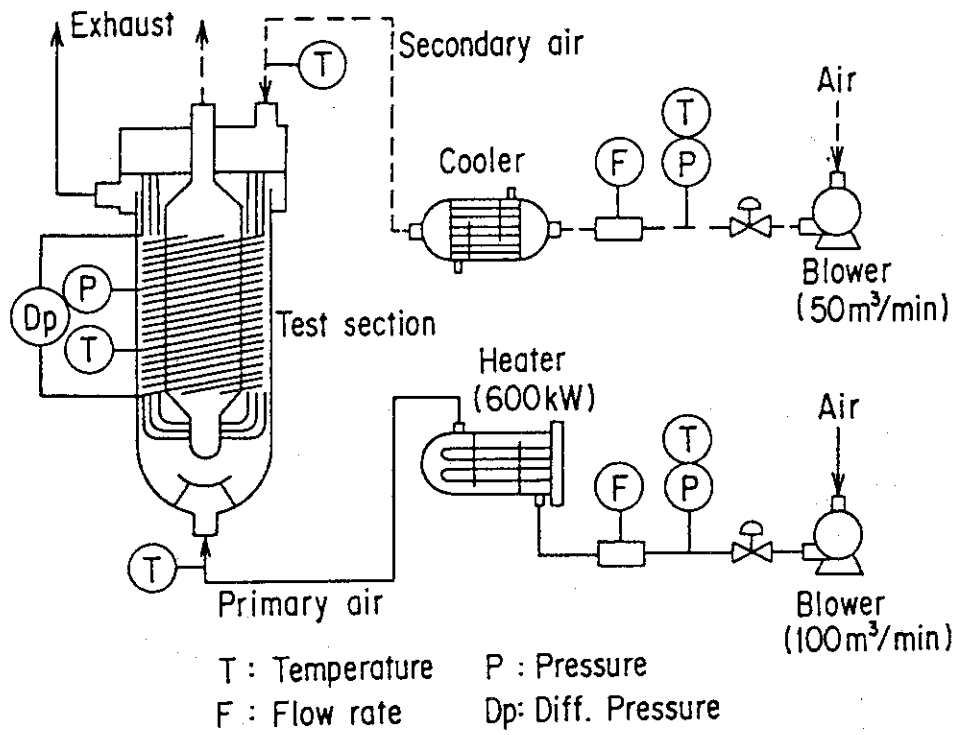 Exhaust
Secondary air
T
Air
T
Cooler
F
P
P
Blower
(50m³/min)
Dp
T
Test section
Heater
(600kW)
Air
T
F
P
T
Primary air
Blower
(100m³/min)
T : Temperature P : Pressure
F : Flow rate Dp: Diff. Pressure